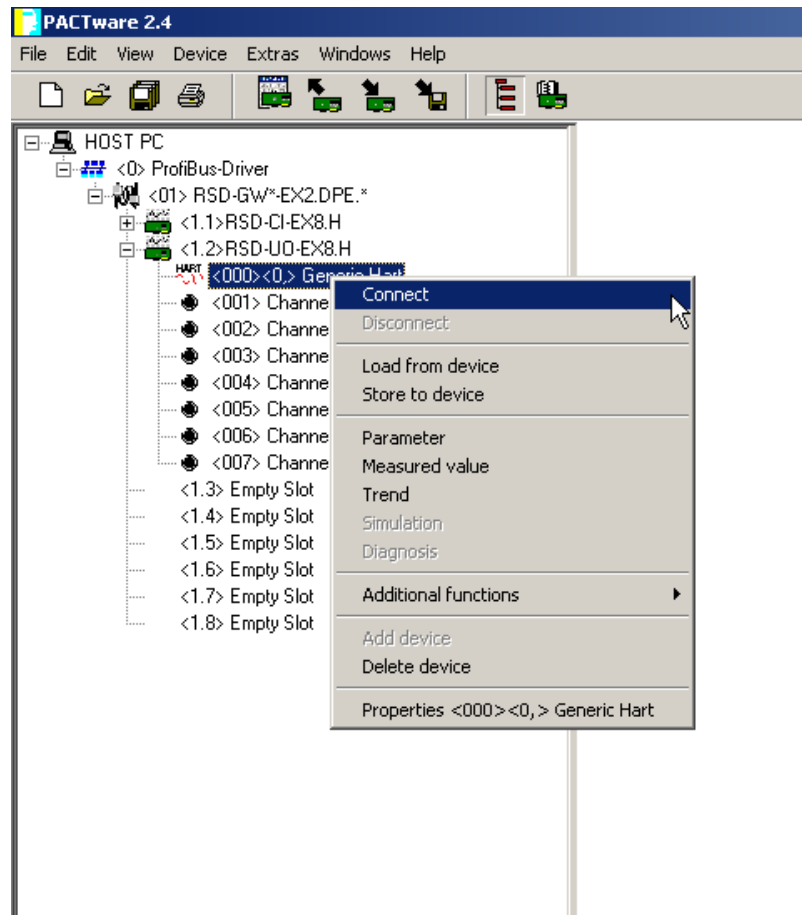 PACTware 2.4
File Edit View Device Extras Windows Help
HOST PC
<0> ProfiBus-Driver
<01> RSD-GW*-EX2.DPE.*
<1.1>RSD-CI-EX8.H
<1.2>RSD-UO-EX8.H
HART <000><0,> Generic Hart
<001> Channe
<002> Channe
<003> Channe
<004> Channe
<005> Channe
<006> Channe
<007> Channe
<1.3> Empty Slot
<1.4> Empty Slot
<1.5> Empty Slot
<1.6> Empty Slot
<1.7> Empty Slot
<1.8> Empty Slot
Connect
Disconnect
Load from device
Store to device
Parameter
Measured value
Trend
Simulation
Diagnosis
Additional functions
Add device
Delete device
Properties <000><0,> Generic Hart